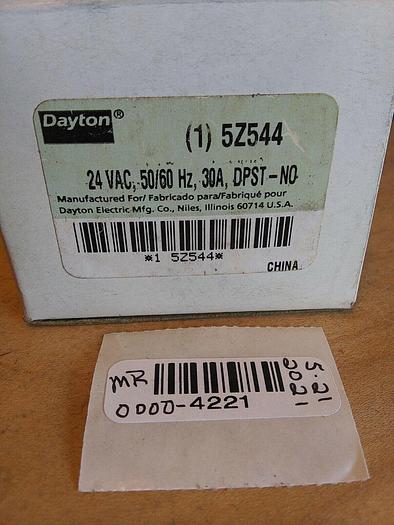 Dayton®
(1) 5Z544
24 VAC, 50/60 Hz, 30A, DPST-NO
Manufactured For/ Fabricado para/Fabriqué pour
Dayton Electric Mfg. Co., Niles, Illinois 60714 U.S.A.
*1 5Z544*
CHINA
MR
0000-4221
5.21
2021